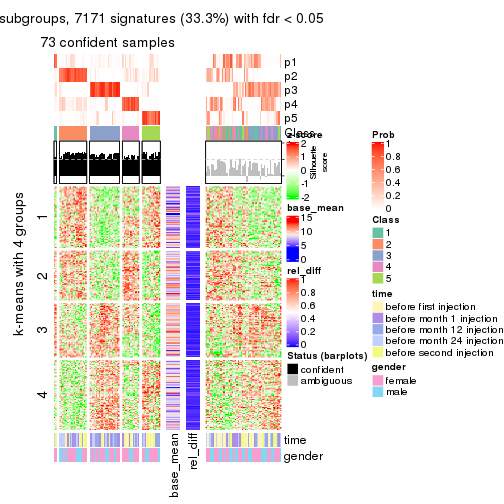 subgroups, 7171 signatures (33.3%) with fdr < 0.05
73 confident samples
p1
p2
p3
p4
p5
Class
k-means with 4 groups
1
2
3
4
time
gender
base_mean
rel_diff
z-score
2
1
0
-1
-2
Silhouette
score
base_mean
15
10
5
0
rel_diff
1
0.8
0.6
0.4
0.2
0
Status (barplots)
confident
ambiguous
Prob
1
0.8
0.6
0.4
0.2
0
Class
1
2
3
4
5
time
before first injection
before month 1 injection
before month 12 injection
before month 24 injection
before second injection
gender
female
male